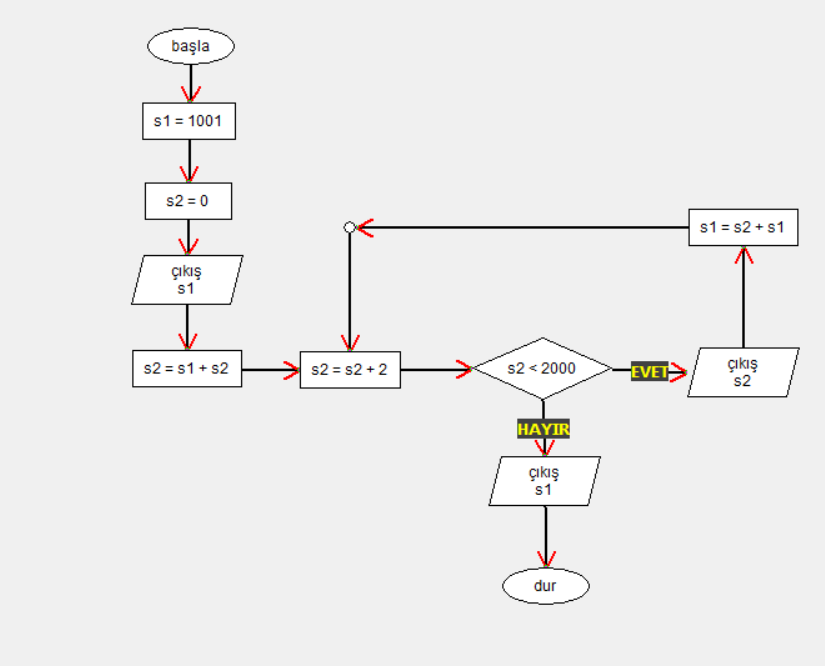 başla
s1 = 1001
s2 = 0
çıkış
s1
s2 = s1 + s2
s2 = s2 + 2
s2 < 2000
EVET
çıkış
s2
s1 = s2 + s1
HAYIR
çıkış
s1
dur